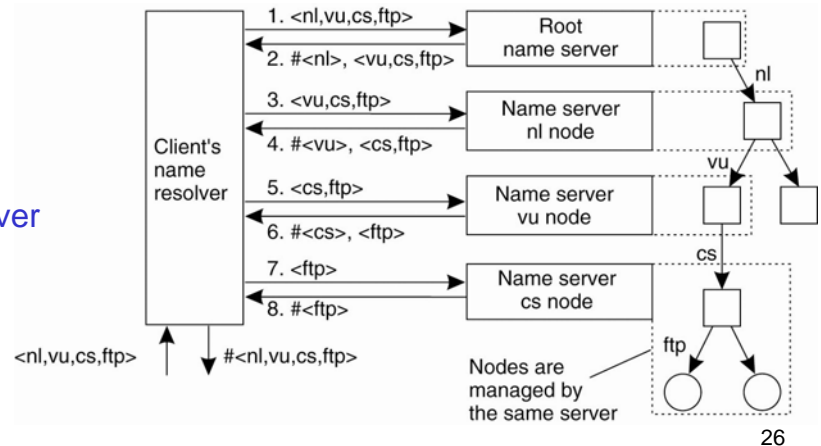 1. <nl,vu,cs,ftp>
2. #<nl>, <vu,cs,ftp>
3. <vu,cs,ftp>
4. #<vu>, <cs,ftp>
5. <cs,ftp>
6. #<cs>, <ftp>
7. <ftp>
8. #<ftp>
Client's
name
resolver
ver
<nl,vu,cs,ftp>
#<nl,vu,cs,ftp>
Root
name server
Name server
nl node
Name server
vu node
Name server
cs node
nl
vu
cs
ftp
Nodes are
managed by
the same server
26